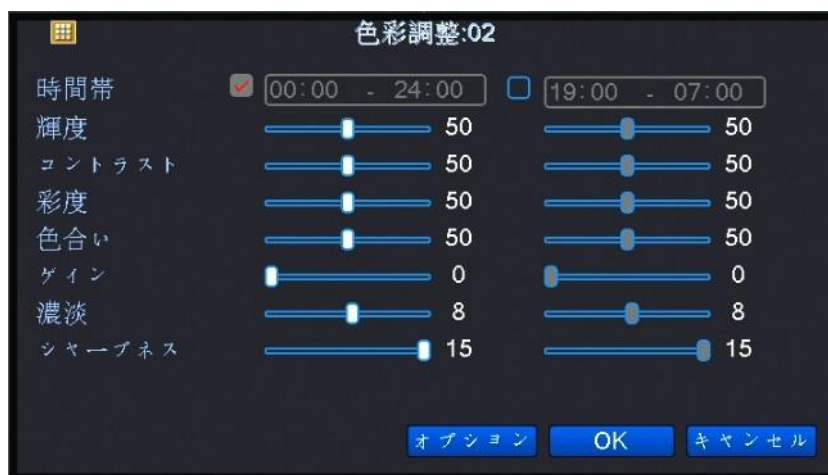 色彩調整:02
時間帯 00:00 - 24:00 19:00 - 07:00
輝度 50 50
コントラスト 50 50
彩度 50 50
色合い 50 50
ゲイン 0 0
濃淡 8 8
シャープネス 15 15
オプション OK キャンセル